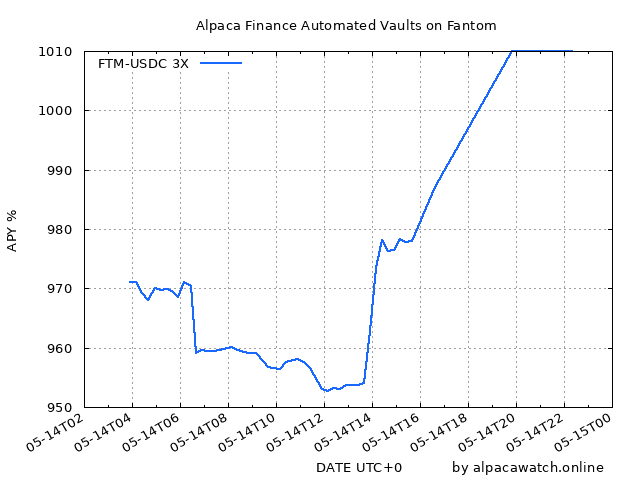 Alpaca Finance Automated Vaults on Fantom
FTM-USDC 3X
1010
1000
990
980
970
960
950
APY %
05-14T02
05-14T04
05-14T06
05-14T08
05-14T10
05-14T12
05-14T14
05-14T16
05-14T18
05-14T20
05-14T22
05-15T00
DATE UTC+0
by alpacawatch.online